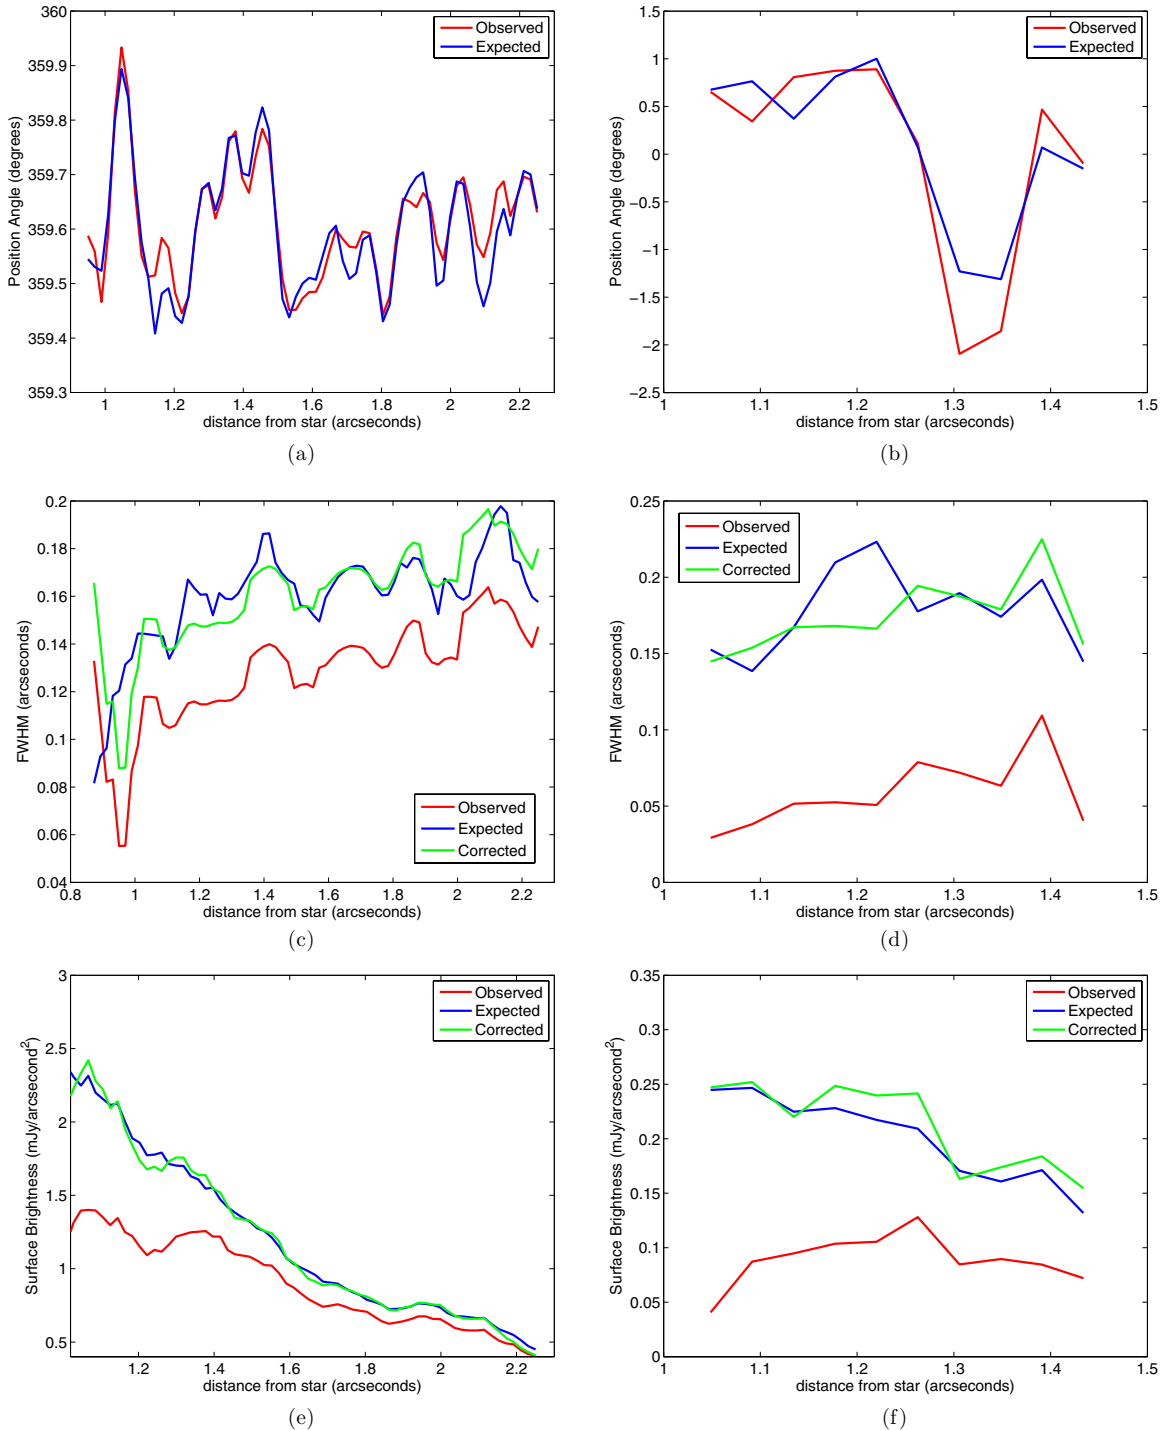 360
359.9
359.8
359.7
359.6
359.5
359.4
359.3
Position Angle (degrees)
Observed
Expected
1 1.2 1.4 1.6 1.8 2 2.2
distance from star (arcseconds)
(a)
1.5
1
0.5
0
−0.5
−1
−1.5
−2
−2.5
Position Angle (degrees)
Observed
Expected
1 1.1 1.2 1.3 1.4 1.5
distance from star (arcseconds)
(b)
0.2
0.18
0.16
0.14
0.12
0.1
0.08
0.06
0.04
FWHM (arcseconds)
Observed
Expected
Corrected
0.8 1 1.2 1.4 1.6 1.8 2 2.2
distance from star (arcseconds)
(c)
0.25
0.2
0.15
0.1
0.05
0
FWHM (arcseconds)
Observed
Expected
Corrected
1 1.1 1.2 1.3 1.4 1.5
distance from star (arcseconds)
(d)
3
2.5
2
1.5
1
0.5
Surface Brightness (mJy/arcsecond²)
Observed
Expected
Corrected
1.2 1.4 1.6 1.8 2 2.2
distance from star (arcseconds)
(e)
0.35
0.3
0.25
0.2
0.15
0.1
0.05
0
Surface Brightness (mJy/arcsecond²)
Observed
Expected
Corrected
1 1.1 1.2 1.3 1.4 1.5
distance from star (arcseconds)
(f)